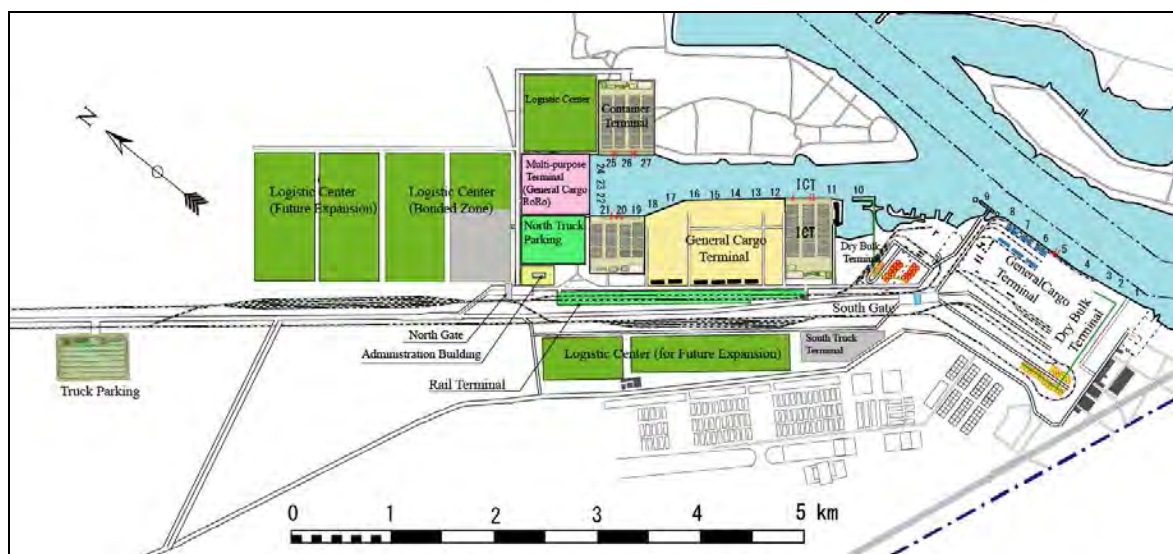 N
Logistic Center
Container
Terminal
25 26 27
Logistic Center
(Future Expansion)
Logistic Center
(Bonded Zone)
Multi-purpose
Terminal
(General Cargo
RoRo)
24
23
22
21 20 19 18 17 16 15 14 13 12
ICT
11
10
9
8
7
6
5
4
3
2
1
North Truck
Parking
General Cargo
Terminal
ICT
Dry Bulk
Terminal
GeneralCargo
Terminal
Dry Bulk
Terminal
South Gate
North Gate
Administration Building
Rail Terminal
Logistic Center (for Future Expansion)
South Truck
Terminal
Truck Parking
0 1 2 3 4 5 km